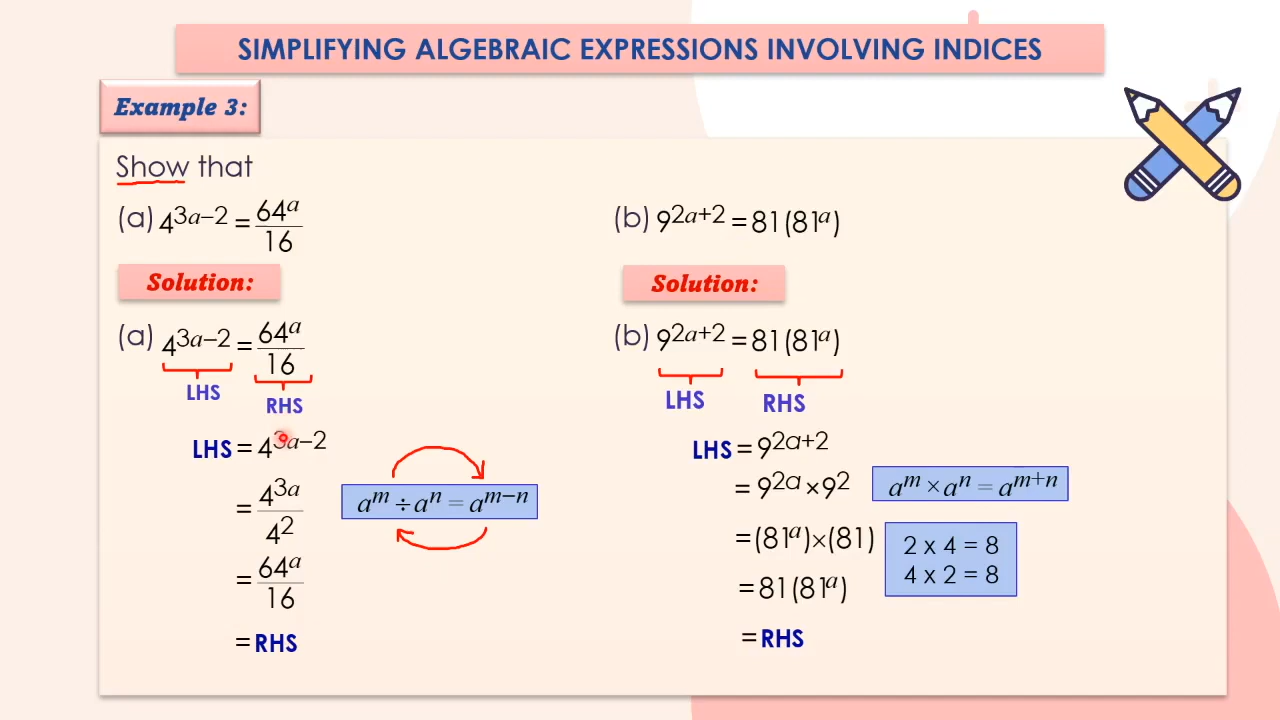 SIMPLIFYING ALGEBRAIC EXPRESSIONS INVOLVING INDICES
Example 3:
Show that
(a) 4^(3a–2) = 64^a/16
(b) 9^(2a+2) = 81(81^a)
Solution:
(a) 4^(3a–2) = 64^a/16
LHS
RHS
LHS = 4^(3a–2)
= 4^(3a)/4^2
a^m ÷ a^n = a^(m–n)
= 64^a/16
= RHS
Solution:
(b) 9^(2a+2) = 81(81^a)
LHS
RHS
LHS = 9^(2a+2)
= 9^(2a) × 9^2
a^m × a^n = a^(m+n)
= (81^a)×(81)
2 x 4 = 8
4 x 2 = 8
= 81(81^a)
= RHS